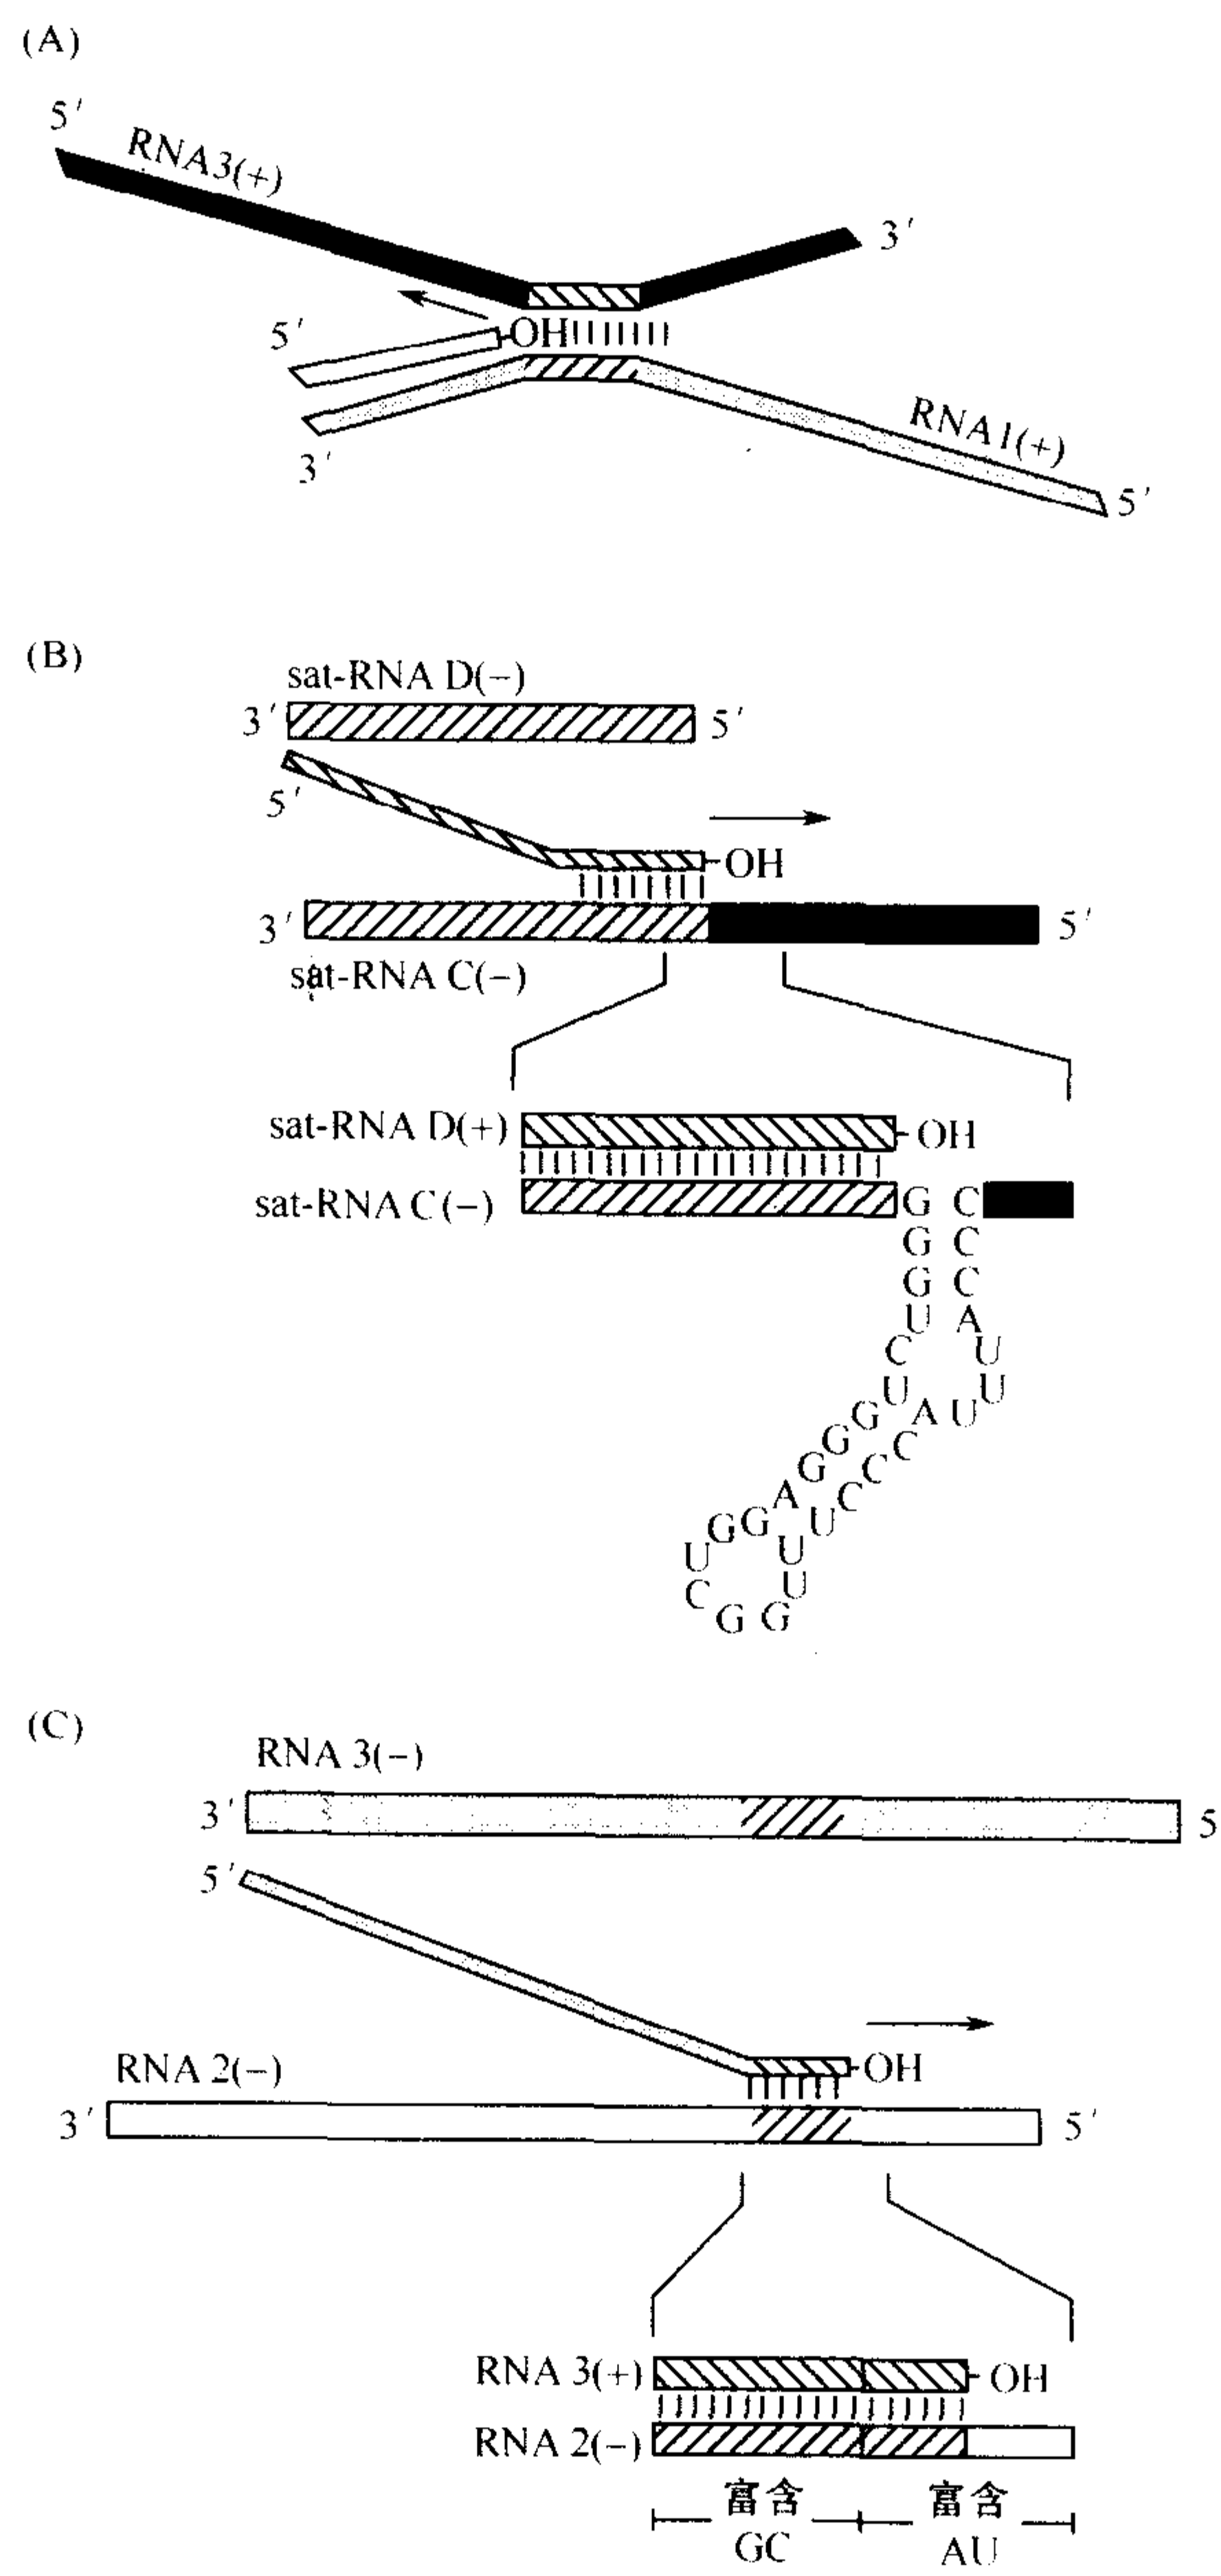 (A)
5′
RNA3(+)
3′
5′
OH
RNA1(+)
3′
5′
(B)
sat-RNA D(−)
3′ 5′
5′
OH
3′ 5′
sat-RNA C(−)
sat-RNA D(+) OH
sat-RNA C(−) G C
G C
G C
U A
C U
U U
G A U
G C
G C
A C
G G U
U U
C U
G G
(C)
RNA 3(−)
3′ 5
5′
RNA 2(−) OH
3′ 5′
RNA 3(+) OH
RNA 2(−)
富含 富含
GC AU